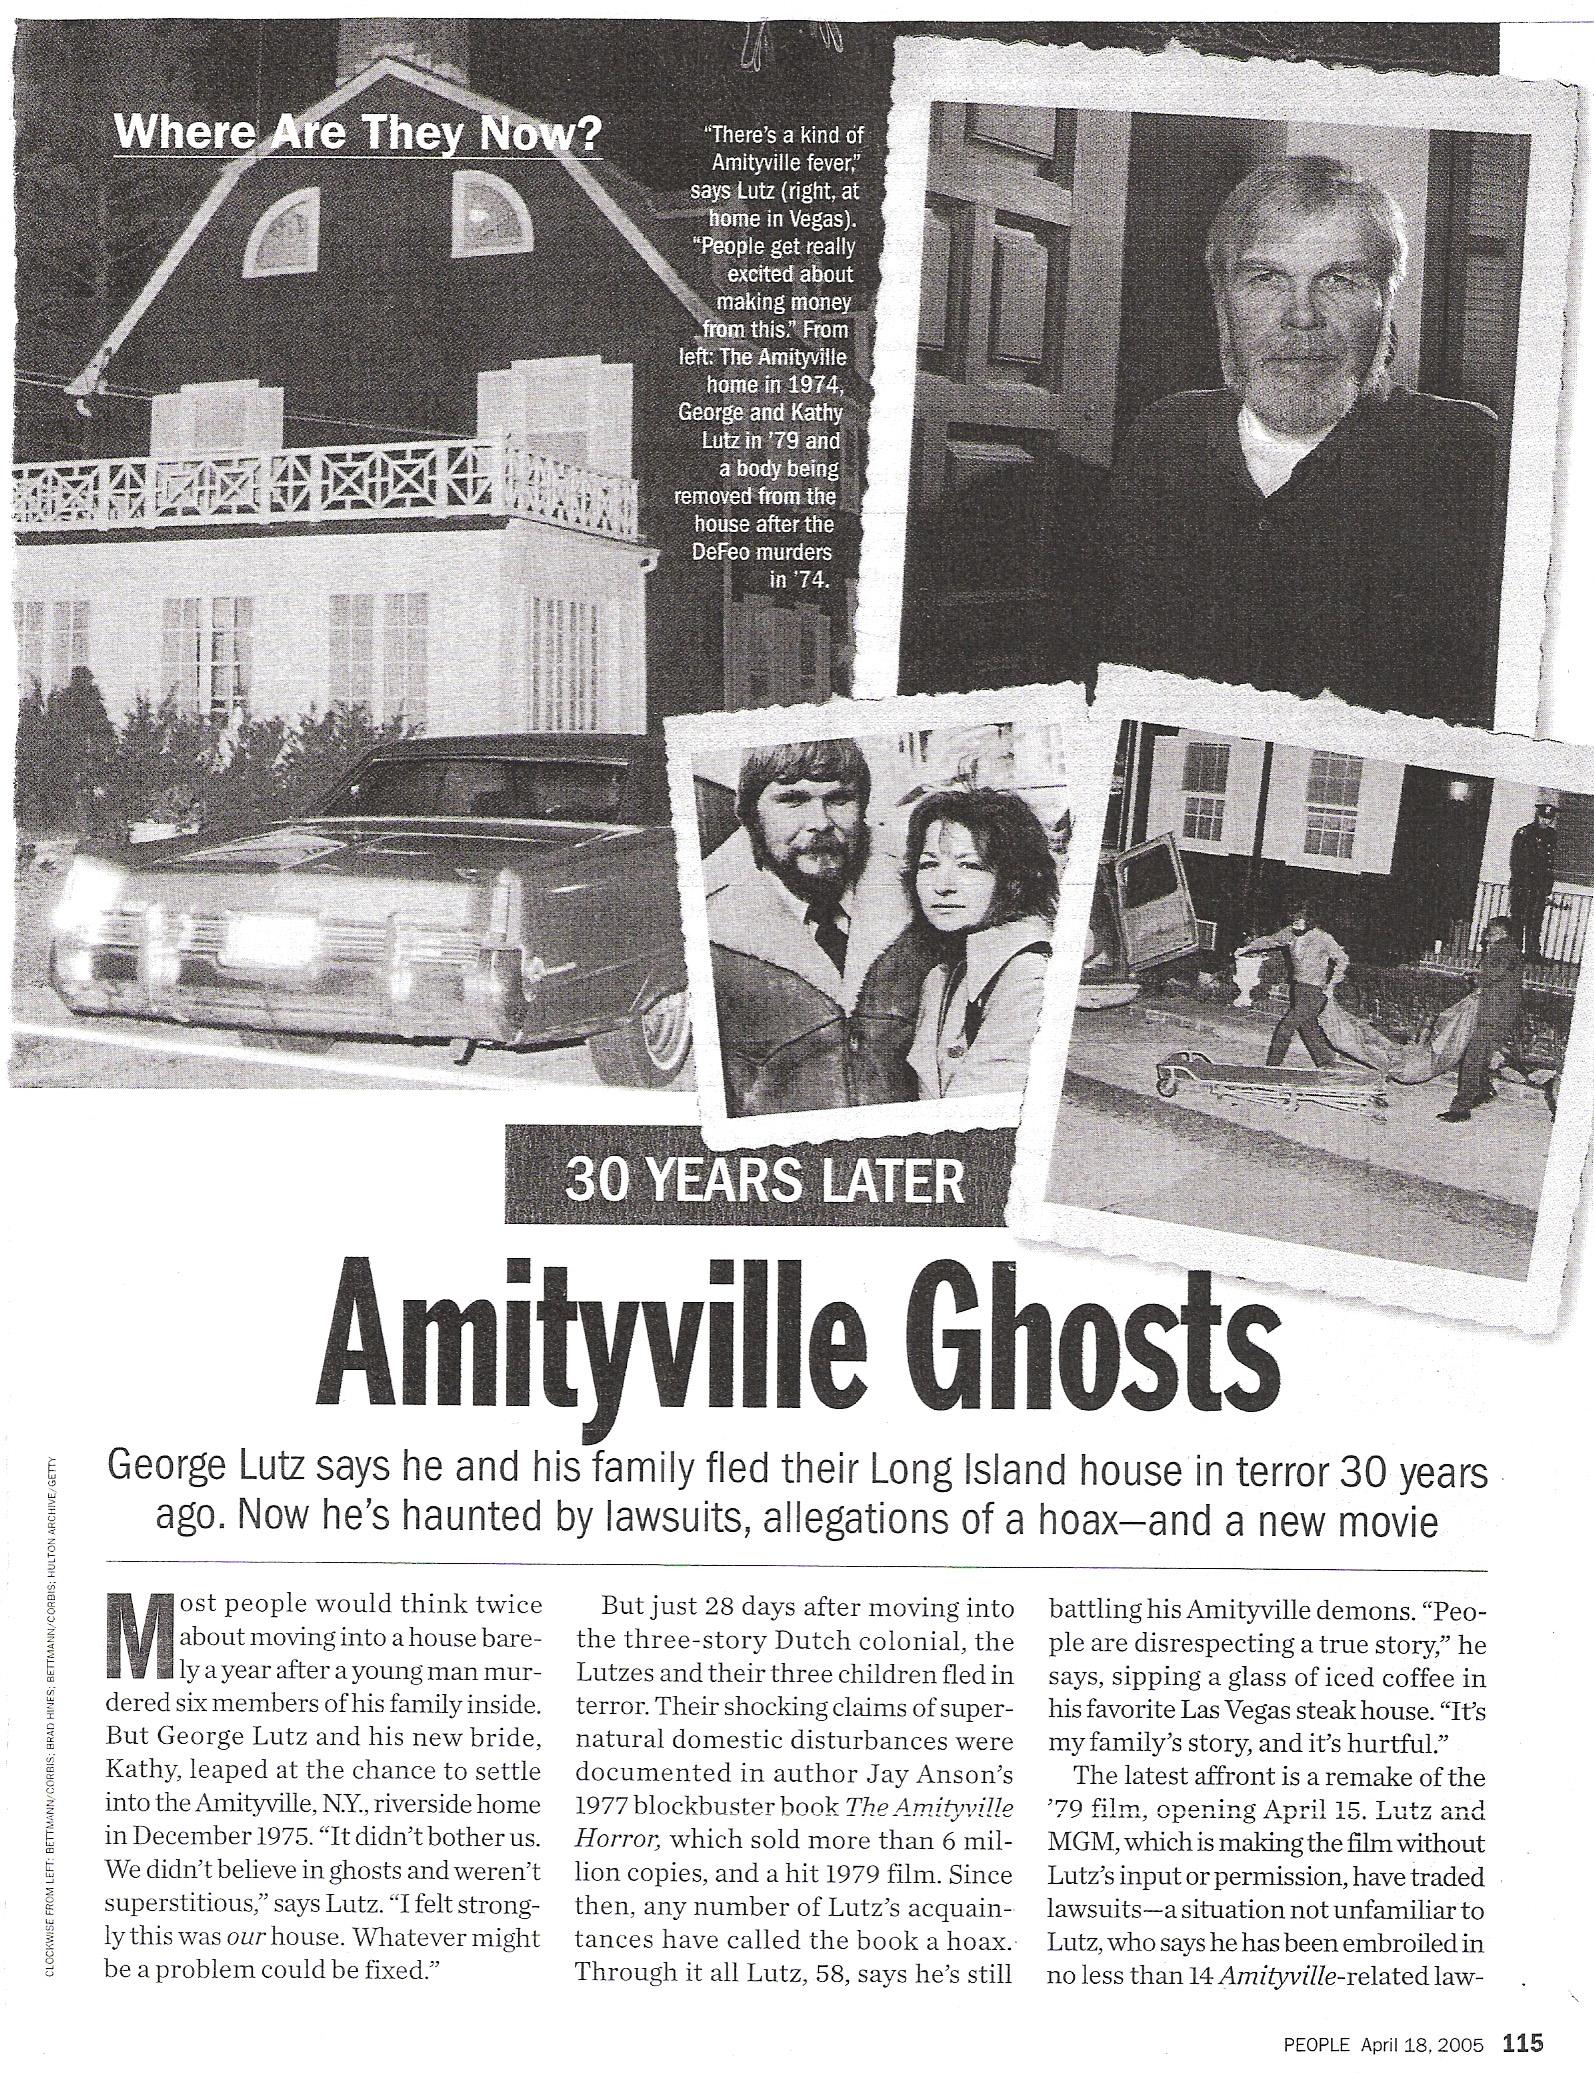 Where Are They Now?
“There’s a kind of
Amityville fever,”
says Lutz (right, at
home in Vegas).
“People get really
excited about
making money
from this.” From
left: The Amityville
home in 1974,
George and Kathy
Lutz in ’79 and
a body being
removed from the
house after the
DeFeo murders
in ’74.
30 YEARS LATER
Amityville Ghosts
George Lutz says he and his family fled their Long Island house in terror 30 years
ago. Now he’s haunted by lawsuits, allegations of a hoax—and a new movie
CLOCKWISE FROM LEFT: BETTMANN/CORBIS; BRAD HINES; BETTMANN/CORBIS; HULTON ARCHIVE/GETTY
Most people would think twice
about moving into a house bare-
ly a year after a young man mur-
dered six members of his family inside.
But George Lutz and his new bride,
Kathy, leaped at the chance to settle
into the Amityville, N.Y., riverside home
in December 1975. “It didn’t bother us.
We didn’t believe in ghosts and weren’t
superstitious,” says Lutz. “I felt strong-
ly this was our house. Whatever might
be a problem could be fixed.”
But just 28 days after moving into
the three-story Dutch colonial, the
Lutzes and their three children fled in
terror. Their shocking claims of super-
natural domestic disturbances were
documented in author Jay Anson’s
1977 blockbuster book The Amityville
Horror, which sold more than 6 mil-
lion copies, and a hit 1979 film. Since
then, any number of Lutz’s acquain-
tances have called the book a hoax.
Through it all Lutz, 58, says he’s still
battling his Amityville demons. “Peo-
ple are disrespecting a true story,” he
says, sipping a glass of iced coffee in
his favorite Las Vegas steak house. “It’s
my family’s story, and it’s hurtful.”
The latest affront is a remake of the
’79 film, opening April 15. Lutz and
MGM, which is making the film without
Lutz’s input or permission, have traded
lawsuits—a situation not unfamiliar to
Lutz, who says he has been embroiled in
no less than 14 Amityville-related law-
PEOPLE April 18, 2005 115